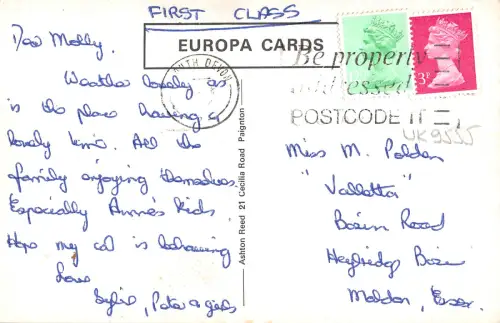 FIRST CLASS
EUROPA CARDS
SOUTH DEVON
Be properly
addressed
POSTCODE IT
3P
UK9555
Dear Molly.
Weather lovely as
is the place having a
lovely time. All the
family enjoying themselves.
Especially Annie's kids,
Hope my cat is behaving
Love
Sylvie, Peter & girls
Ashton Reed 21 Cecilia Road Paignton
Miss M. Polden
"Valletta"
Basin Road
Heybridge Basin
Maldon, Essex.